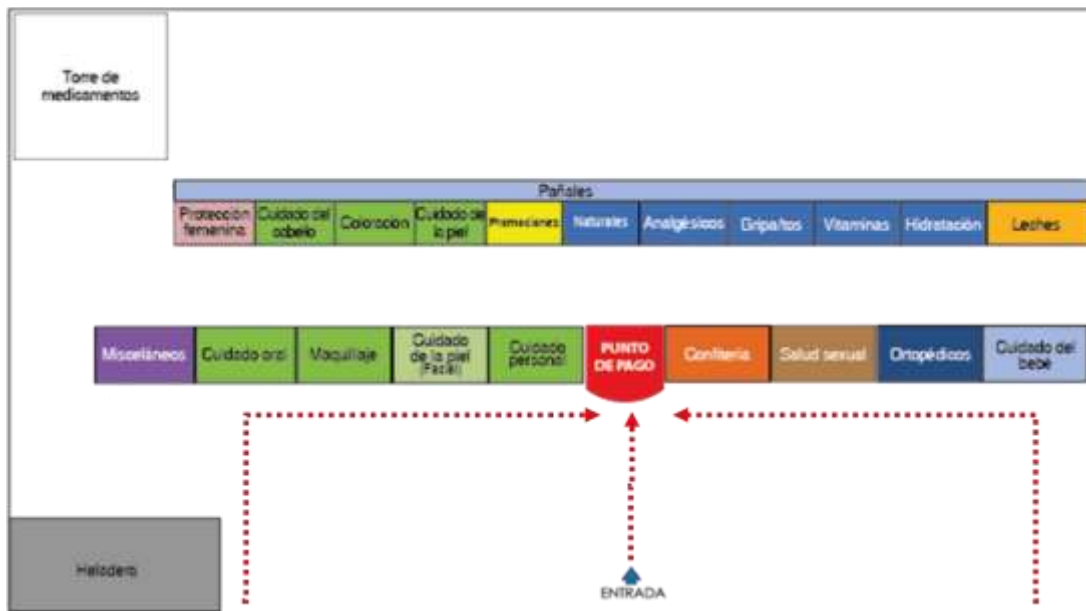 Torre de
medicamentos
Pañales
Protección
femenina
Cuidado del
cabello
Coloración
Cuidado de
la piel
Promociones
Naturales
Analgésicos
Gripa/tos
Vitaminas
Hidratación
Leches
Misceláneos
Cuidado oral
Maquillaje
Cuidado
de la piel
(Facial)
Cuidado
personal
PUNTO
DE PAGO
Confitería
Salud sexual
Ortopédicos
Cuidado del
bebé
Heladera
ENTRADA